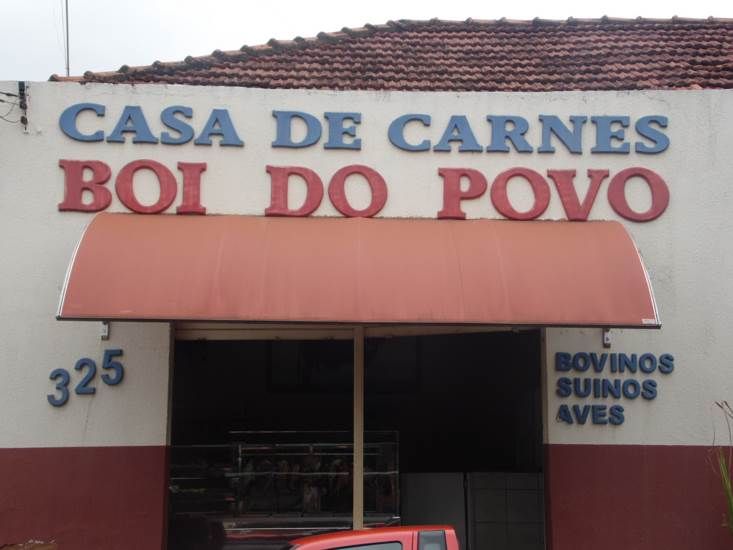 CASA DE CARNES
BOI DO POVO
325
BOVINOS
SUINOS
AVES